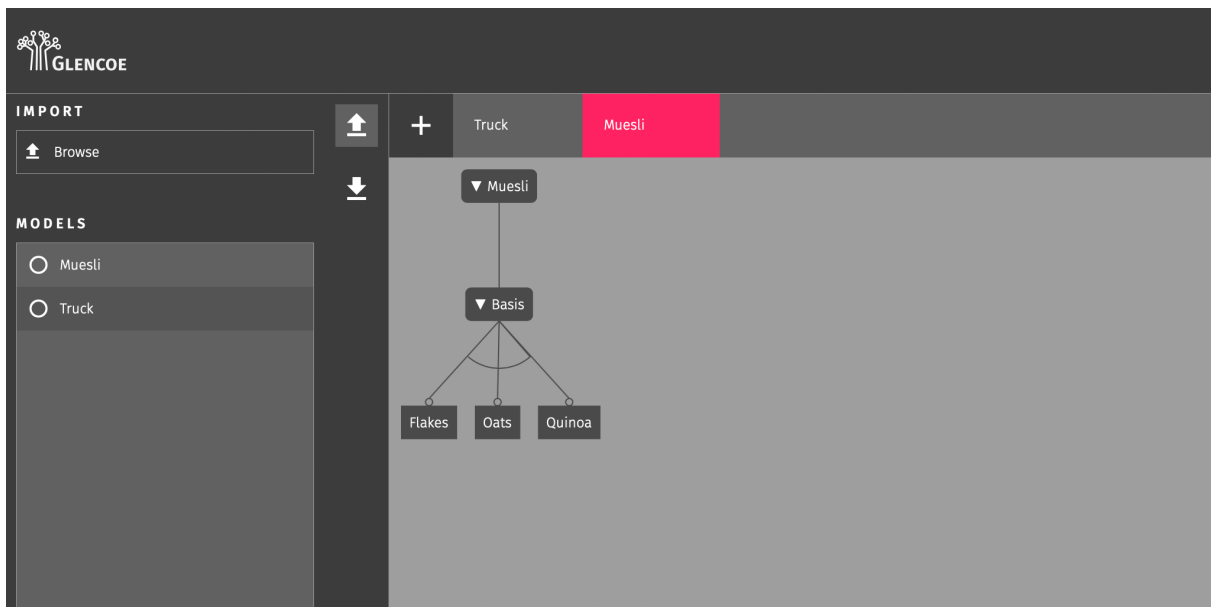 GLENCOE
IMPORT
Browse
MODELS
Muesli
Truck
+ Truck Muesli
▼ Muesli
▼ Basis
Flakes Oats Quinoa